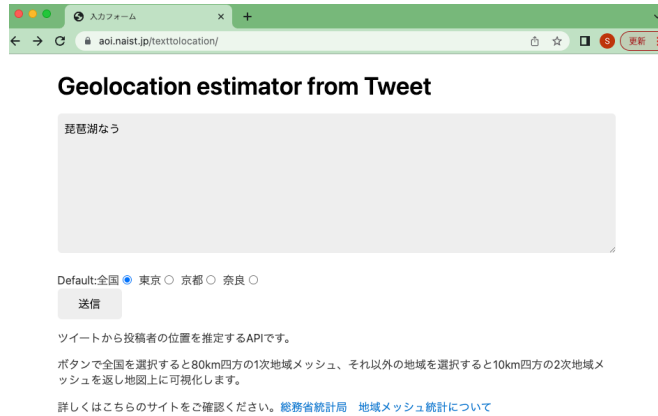 入力フォーム
aoi.naist.jp/texttolocation/
S
更新
Geolocation estimator from Tweet
琵琶湖なう
Default:全国 東京 京都 奈良
送信
ツイートから投稿者の位置を推定するAPIです。
ボタンで全国を選択すると80km四方の1次地域メッシュ、それ以外の地域を選択すると10km四方の2次地域メ
ッシュを返し地図上に可視化します。
詳しくはこちらのサイトをご確認ください。総務省統計局 地域メッシュ統計について